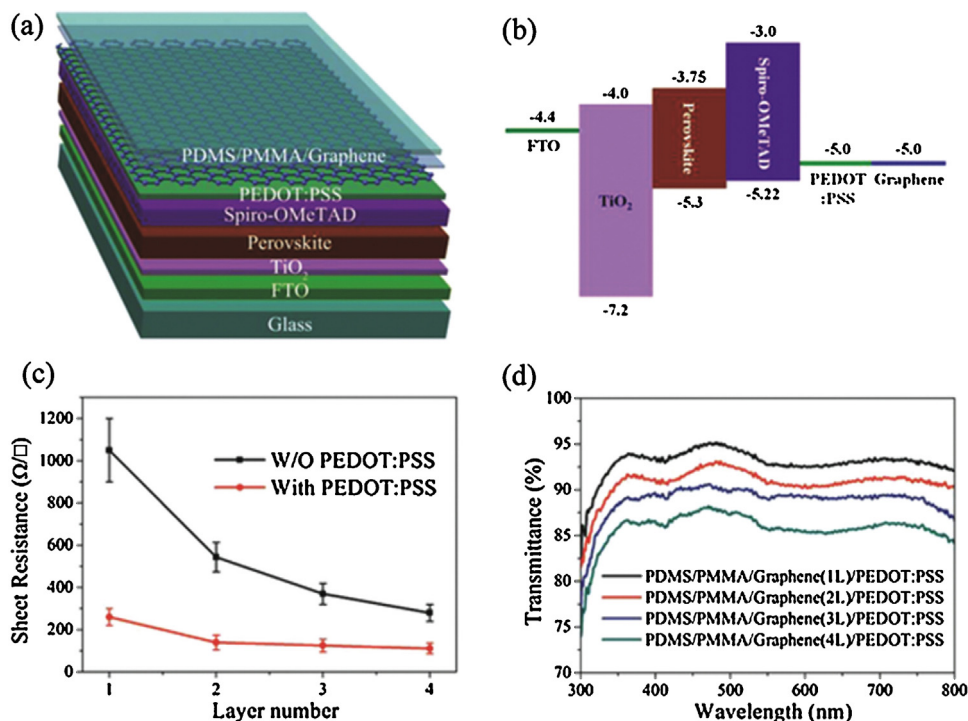 (a)
PDMS/PMMA/Graphene
PEDOT:PSS
Spiro-OMeTAD
Perovskite
TiO2
FTO
Glass
(b)
-4.4
FTO
-4.0
TiO2
-7.2
-3.75
Perovskite
-5.3
-3.0
Spiro-OMeTAD
-5.22
-5.0
PEDOT
:PSS
-5.0
Graphene
(c)
Sheet Resistance (Ω/□)
1200
1000
800
600
400
200
0
W/O PEDOT:PSS
With PEDOT:PSS
1 2 3 4
Layer number
(d)
Transmittance (%)
100
95
90
85
80
75
70
PDMS/PMMA/Graphene(1L)/PEDOT:PSS
PDMS/PMMA/Graphene(2L)/PEDOT:PSS
PDMS/PMMA/Graphene(3L)/PEDOT:PSS
PDMS/PMMA/Graphene(4L)/PEDOT:PSS
300 400 500 600 700 800
Wavelength (nm)